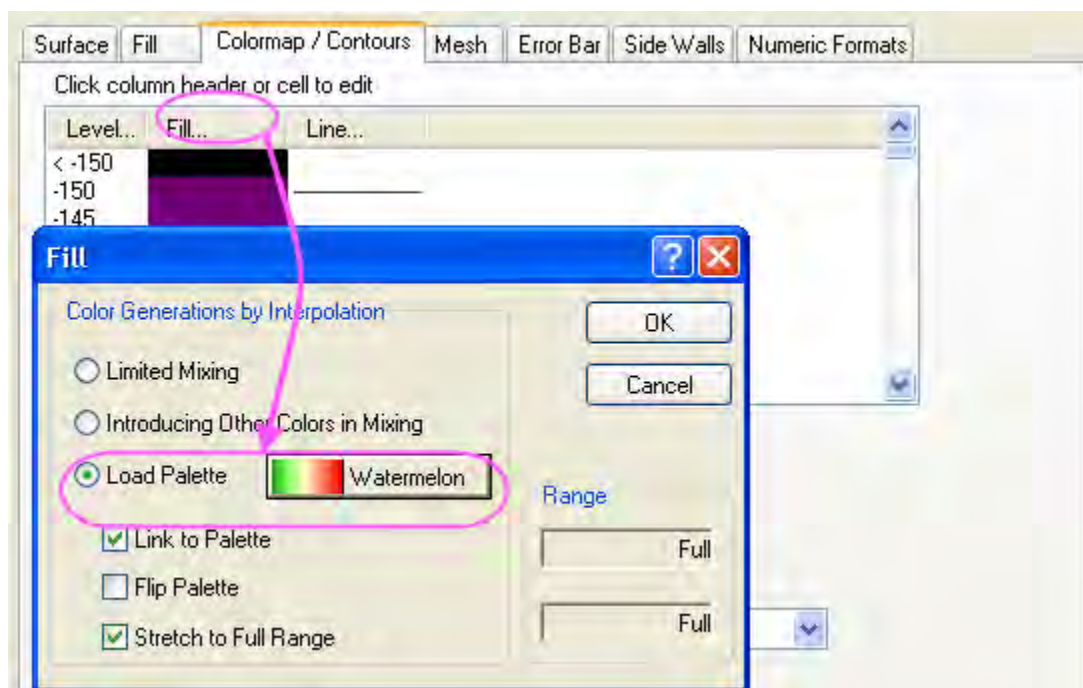 Surface Fill Colormap / Contours Mesh Error Bar Side Walls Numeric Formats
Click column header or cell to edit
Level... Fill... Line...
< -150
-150
-145
Fill
Color Generations by Interpolation
OK
Limited Mixing
Cancel
Introducing Other Colors in Mixing
Load Palette Watermelon
Range
Link to Palette
Full
Flip Palette
Full
Stretch to Full Range